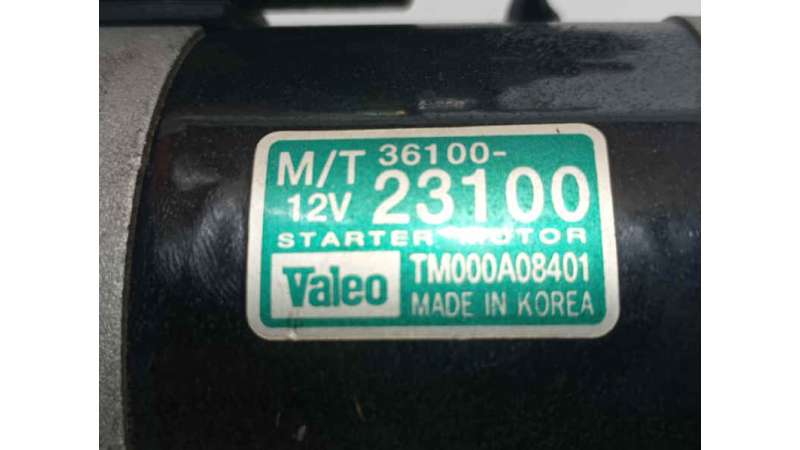 M/T 36100-
12V 23100
STARTER MOTOR
Valeo TM000A08401
MADE IN KOREA